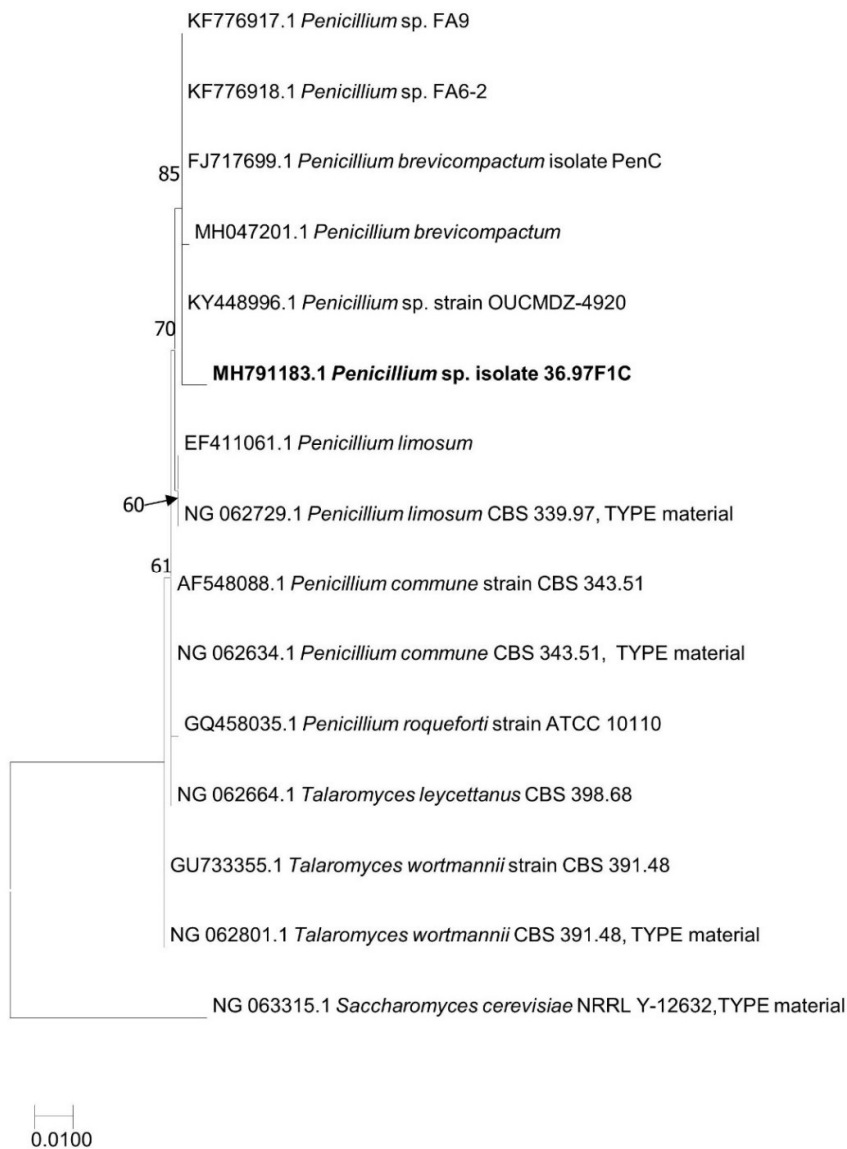 KF776917.1 Penicillium sp. FA9
KF776918.1 Penicillium sp. FA6-2
FJ717699.1 Penicillium brevicompactum isolate PenC
85
MH047201.1 Penicillium brevicompactum
KY448996.1 Penicillium sp. strain OUCMDZ-4920
70
MH791183.1 Penicillium sp. isolate 36.97F1C
EF411061.1 Penicillium limosum
60
NG 062729.1 Penicillium limosum CBS 339.97, TYPE material
61
AF548088.1 Penicillium commune strain CBS 343.51
NG 062634.1 Penicillium commune CBS 343.51, TYPE material
GQ458035.1 Penicillium roqueforti strain ATCC 10110
NG 062664.1 Talaromyces leycettanus CBS 398.68
GU733355.1 Talaromyces wortmannii strain CBS 391.48
NG 062801.1 Talaromyces wortmannii CBS 391.48, TYPE material
NG 063315.1 Saccharomyces cerevisiae NRRL Y-12632,TYPE material
0.0100